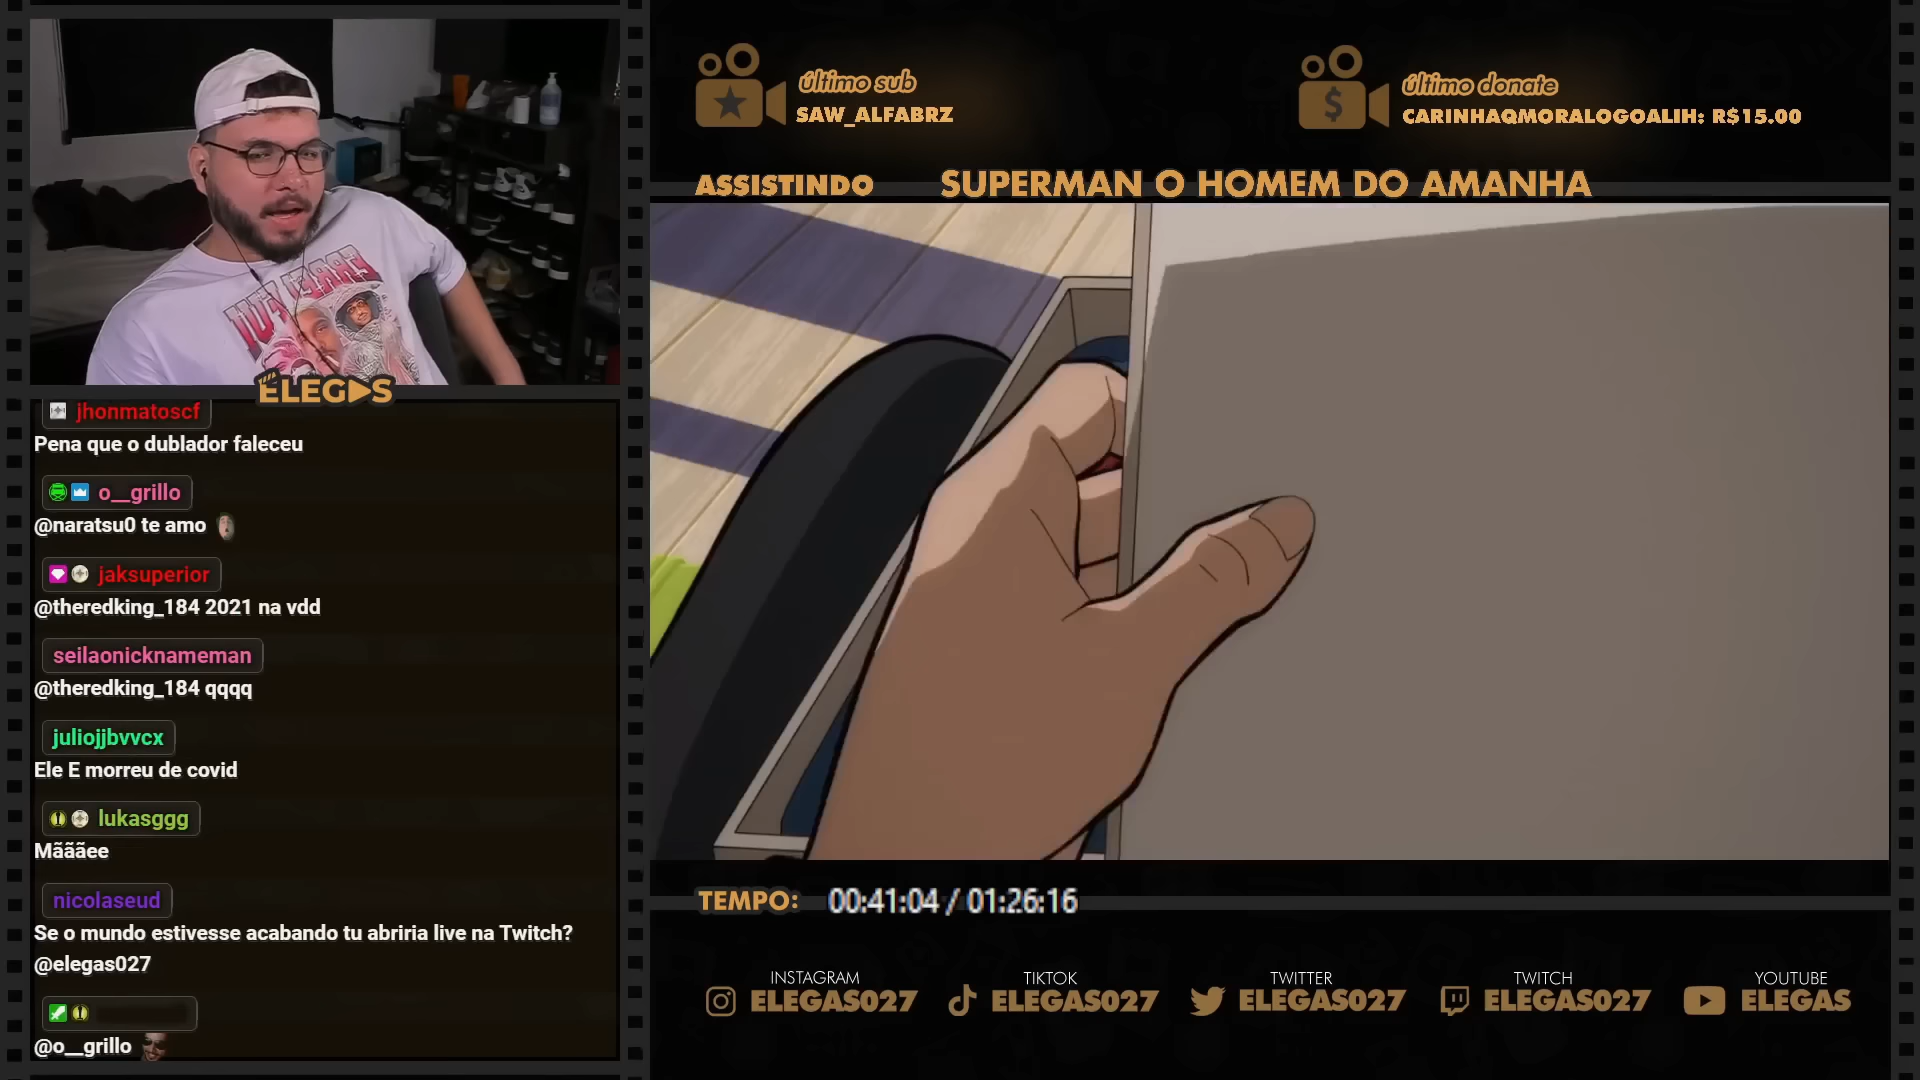 último sub
SAW_ALFABRZ
último donate
CARINHAQMORALOGOALIH: R$15.00
ASSISTINDO
SUPERMAN O HOMEM DO AMANHA
ELEGAS
jhonmatoscf
Pena que o dublador faleceu
o__grillo
@naratsu0 te amo
jaksuperior
@theredking_184 2021 na vdd
seilaonicknameman
@theredking_184 qqqq
juliojjbvvcx
Ele E morreu de covid
lukasggg
Mãããee
nicolaseud
Se o mundo estivesse acabando tu abriria live na Twitch?
@elegas027
@o__grillo
TEMPO: 00:41:04 / 01:26:16
INSTAGRAM
ELEGAS027
TIKTOK
ELEGAS027
TWITTER
ELEGAS027
TWITCH
ELEGAS027
YOUTUBE
ELEGAS